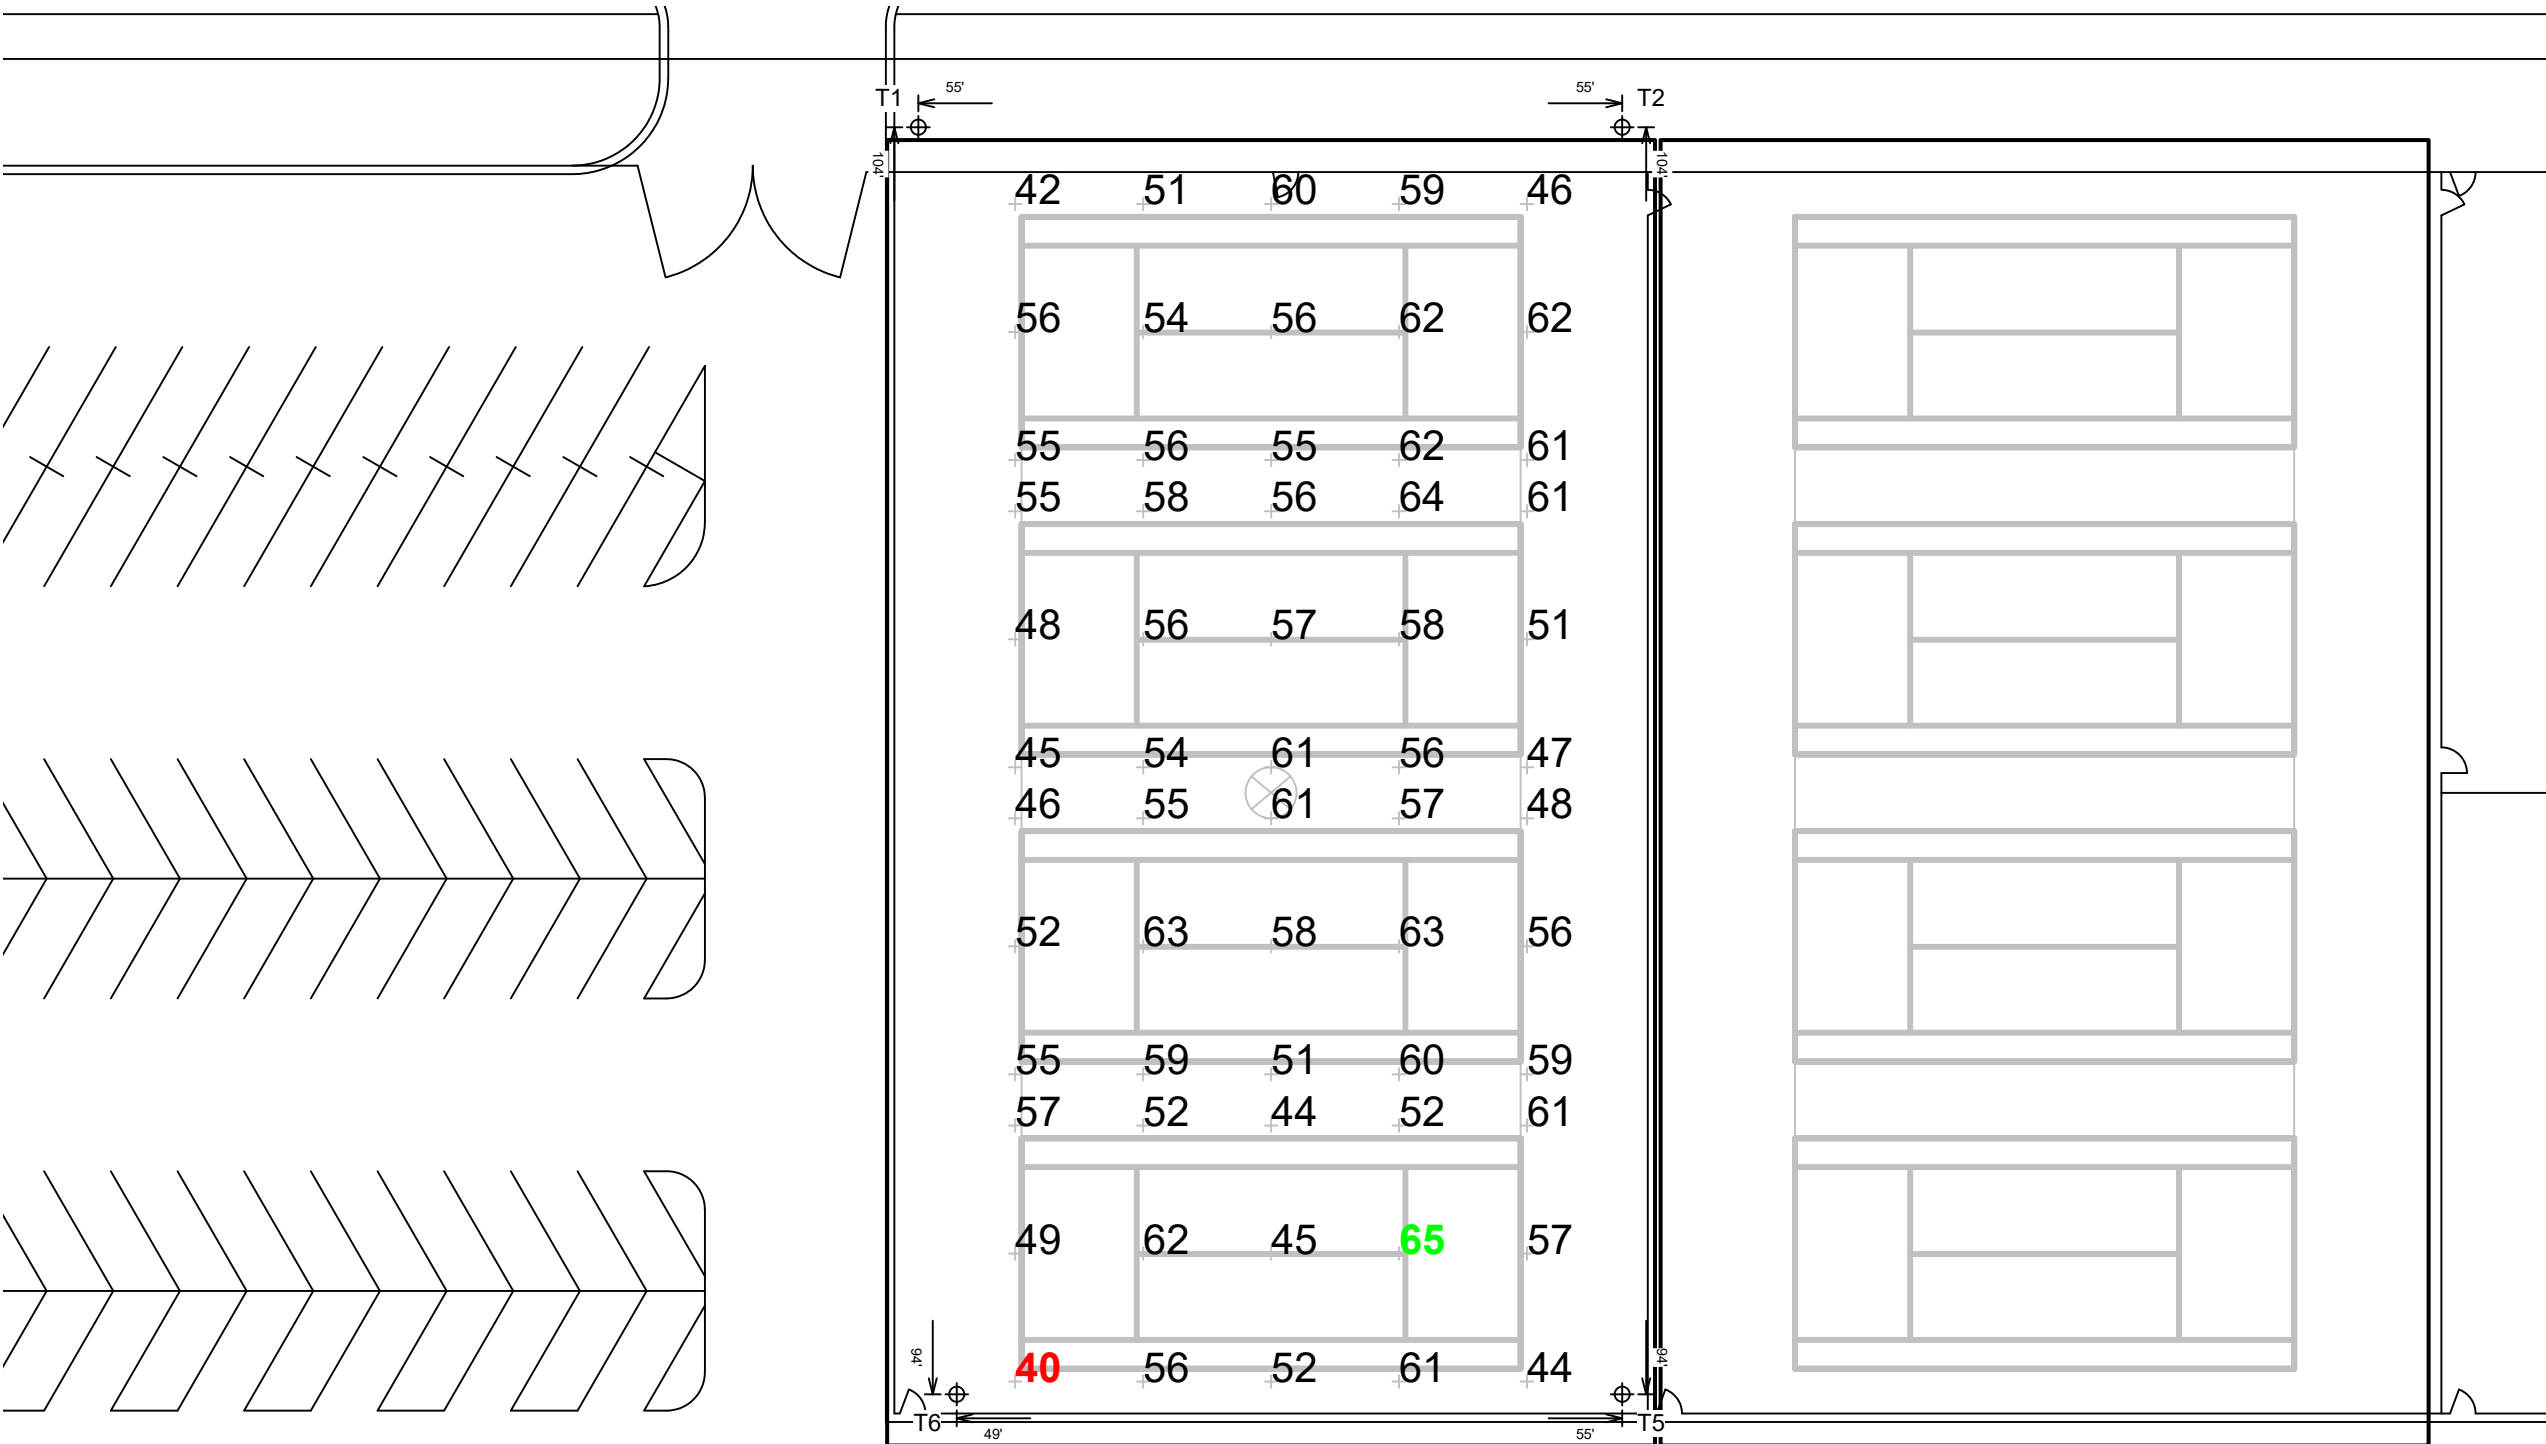 55' 55'
T1 T2
104' 104'
42 51 60 59 46
56 54 56 62 62
55 56 55 62 61
55 58 56 64 61
48 56 57 58 51
45 54 61 56 47
46 55 61 57 48
52 63 58 63 56
55 59 51 60 59
57 52 44 52 61
49 62 45 65 57
94' 94'
40 56 52 61 44
T6 T5
49' 55'